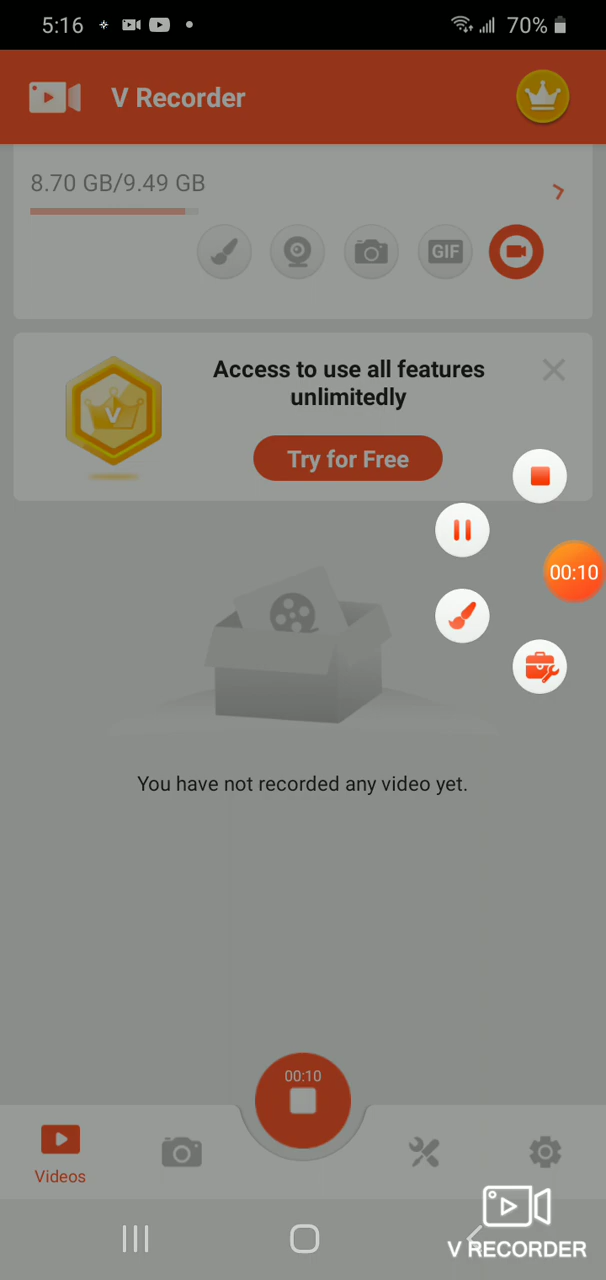 5:16
70%
V Recorder
8.70 GB/9.49 GB
GIF
Access to use all features
unlimitedly
V
Try for Free
00:10
You have not recorded any video yet.
00:10
Videos
V RECORDER